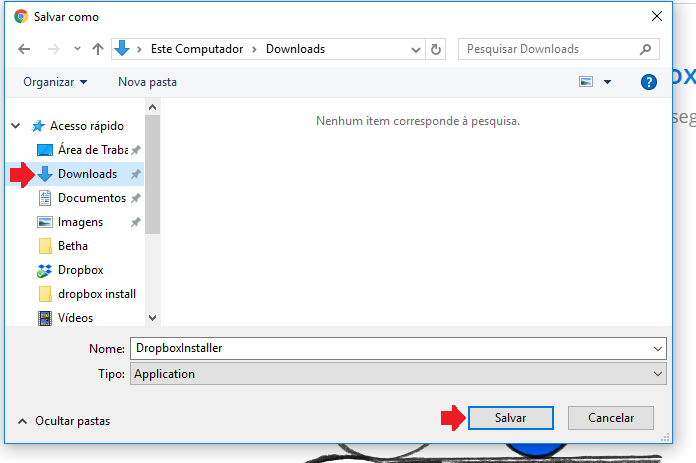 Salvar como
Este Computador > Downloads
Pesquisar Downloads
Organizar
Nova pasta
?
Acesso rápido
Nenhum item corresponde à pesquisa.
Área de Traba
Downloads
Documentos
Imagens
Betha
Dropbox
dropbox install
Vídeos
Nome: DropboxInstaller
Tipo: Application
Ocultar pastas
Salvar
Cancelar
ox
seg